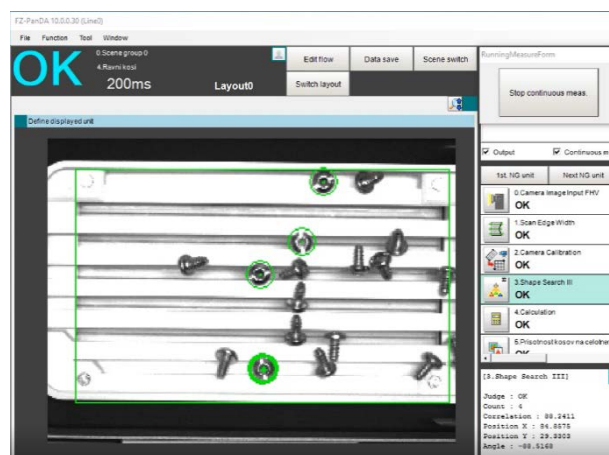 FZ-PanDA 10.0.0.30 (Line0)
File Function Tool Window
OK
0.Scene group 0
4.Ravni kosi
200ms
Layout0
Edit flow
Data save
Scene switch
Switch layout
Define displayed unit
RunningMeasureForm
Stop continuous meas.
Output
Continuous m
1st. NG unit
Next NG unit
0.Camera Image Input FHV
OK
1.Scan Edge Width
OK
2.Camera Calibration
OK
3.Shape Search III
OK
4.Calculation
OK
5.Prisotnost kosov na celotne
OK
[3.Shape Search III]
Judge : OK
Count : 4
Correlation : 88.2411
Position X : 84.8575
Position Y : 29.3303
Angle : -88.5168